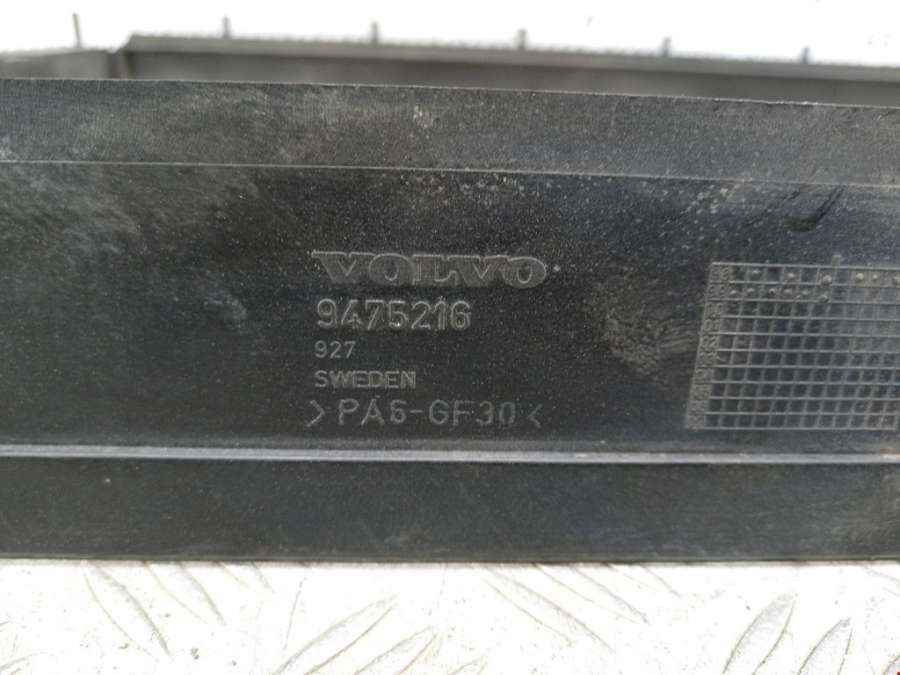 VOLVO
9475216
927
SWEDEN
>PA6-GF30<